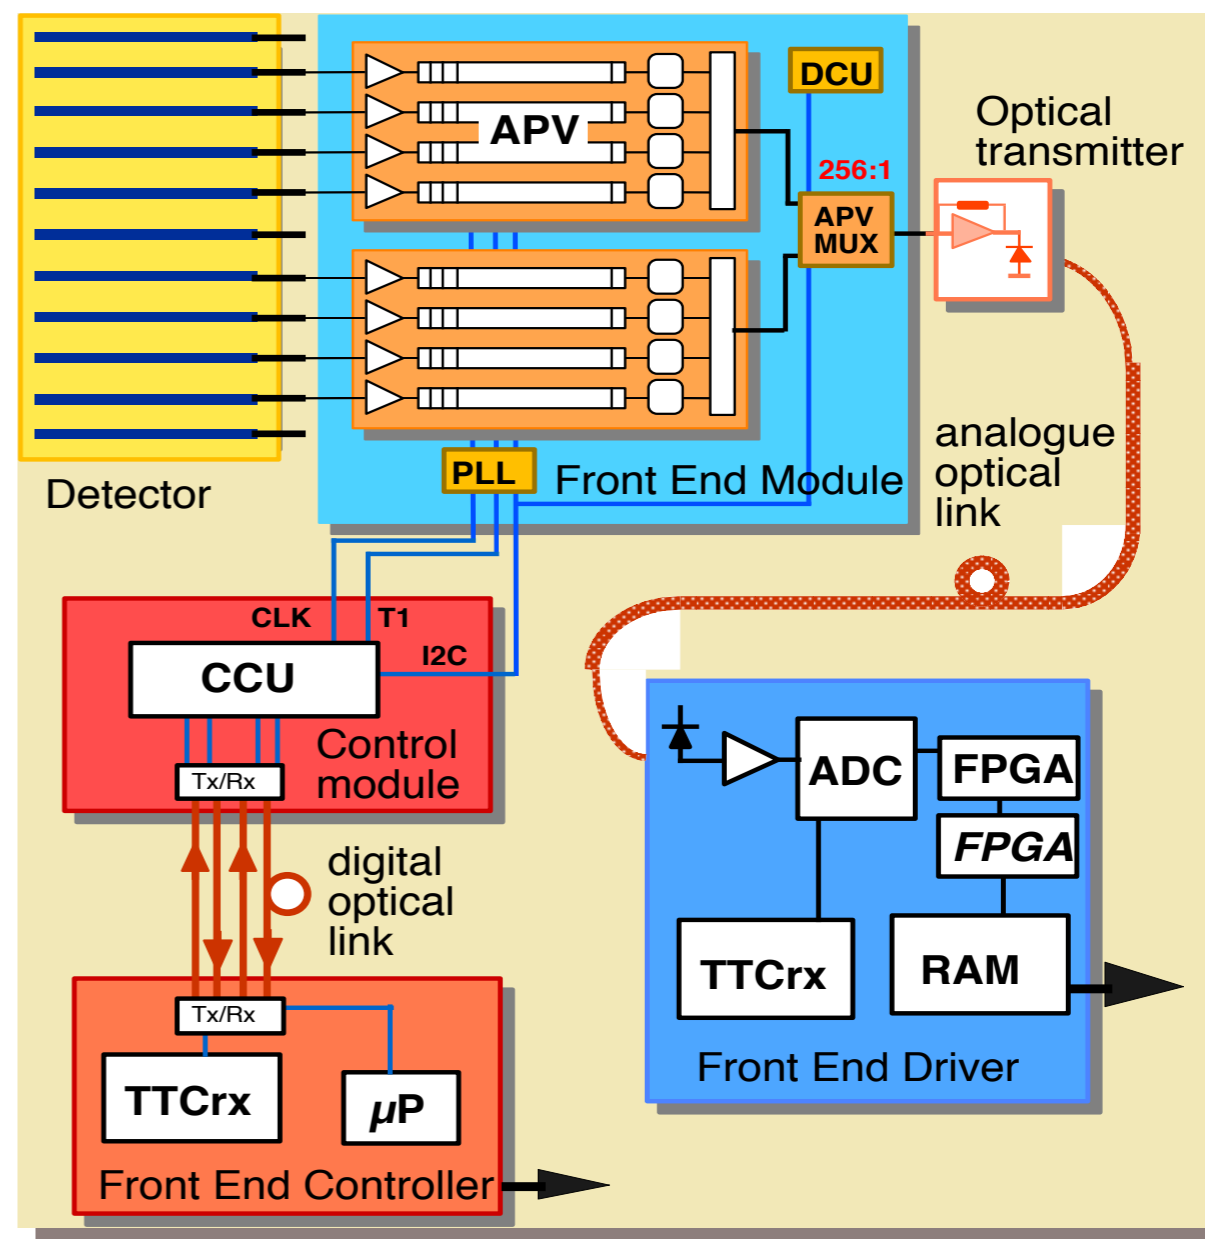 DCU
APV
256:1
APV
MUX
Optical
transmitter
PLL
Front End Module
Detector
analogue
optical
link
CLK
T1
I2C
CCU
Control
module
Tx/Rx
digital
optical
link
Tx/Rx
TTCrx
µP
Front End Controller
ADC
FPGA
FPGA
TTCrx
RAM
Front End Driver